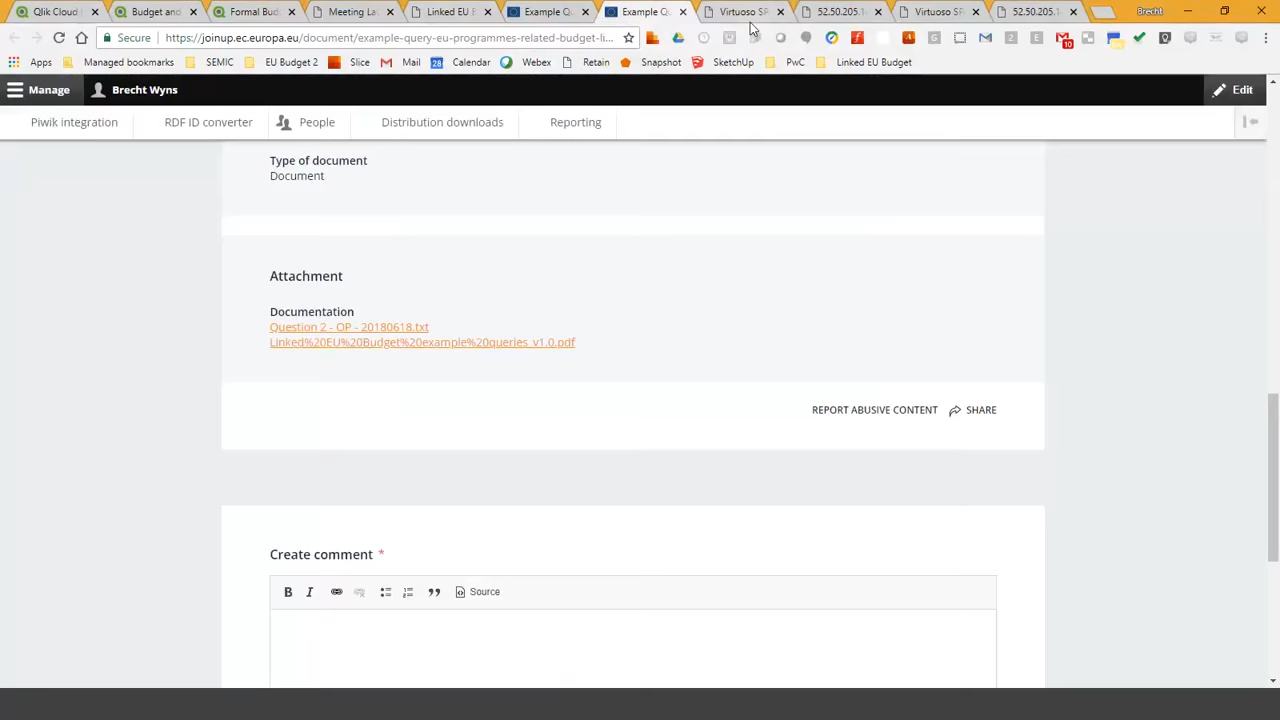 Qlik Cloud
Budget and
Formal Bud
Meeting La
Linked EU E
Example Qu
Example Qu
Virtuoso SP
52.50.205.1
Virtuoso SP
52.50.205.1
Brecht
Secure
https://joinup.ec.europa.eu/document/example-query-eu-programmes-related-budget-li...
10
Apps
Managed bookmarks
SEMIC
EU Budget 2
Slice
Mail
28
Calendar
Webex
Retain
Snapshot
SketchUp
PwC
Linked EU Budget
Manage
Brecht Wyns
Edit
Piwik integration
RDF ID converter
People
Distribution downloads
Reporting
Type of document
Document
Attachment
Documentation
Question 2 - OP - 20180618.txt
Linked%20EU%20Budget%20example%20queries_v1.0.pdf
REPORT ABUSIVE CONTENT
SHARE
Create comment *
B
I
Source